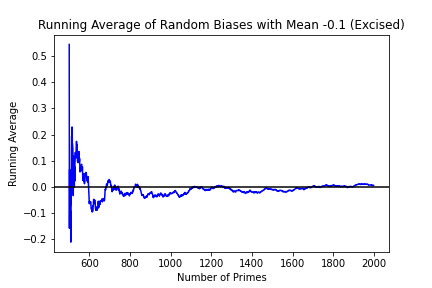 Running Average of Random Biases with Mean -0.1 (Excised)
0.5
0.4
0.3
0.2
0.1
0.0
−0.1
−0.2
Running Average
600 800 1000 1200 1400 1600 1800 2000
Number of Primes